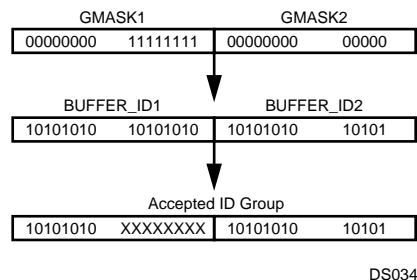 GMASK1 GMASK2
00000000 11111111 00000000 00000
BUFFER_ID1 BUFFER_ID2
10101010 10101010 10101010 10101
Accepted ID Group
10101010 XXXXXXXX 10101010 10101
DS034